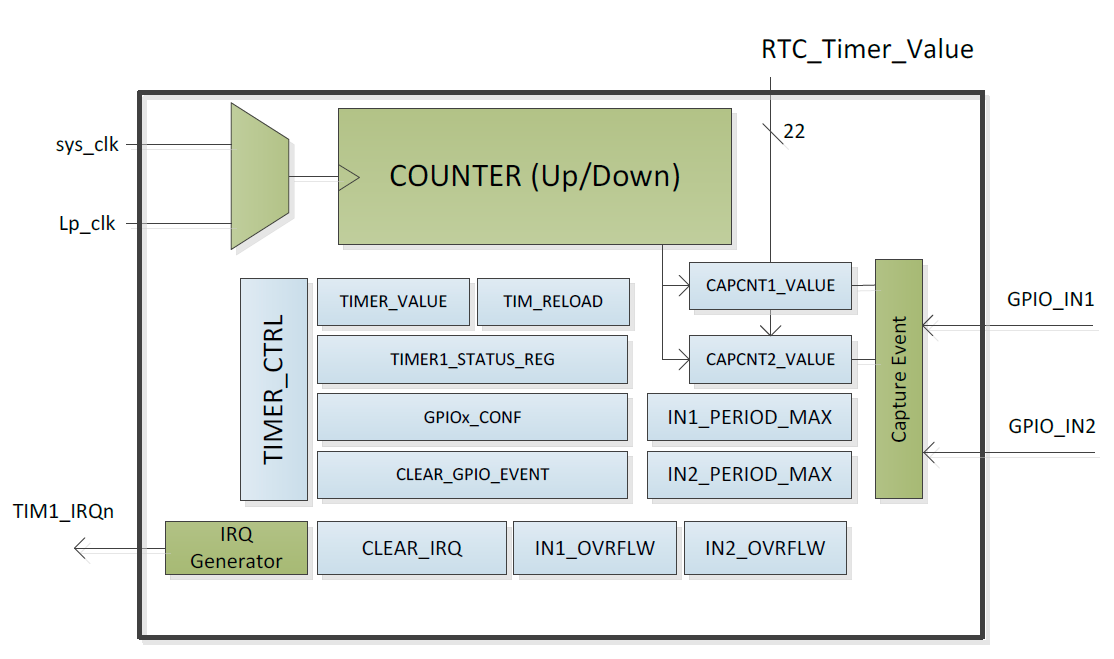 RTC_Timer_Value
22
sys_clk
Lp_clk
COUNTER (Up/Down)
TIMER_CTRL
TIMER_VALUE
TIM_RELOAD
TIMER1_STATUS_REG
GPIOx_CONF
CLEAR_GPIO_EVENT
CAPCNT1_VALUE
CAPCNT2_VALUE
IN1_PERIOD_MAX
IN2_PERIOD_MAX
Capture Event
GPIO_IN1
GPIO_IN2
TIM1_IRQn
IRQ
Generator
CLEAR_IRQ
IN1_OVRFLW
IN2_OVRFLW